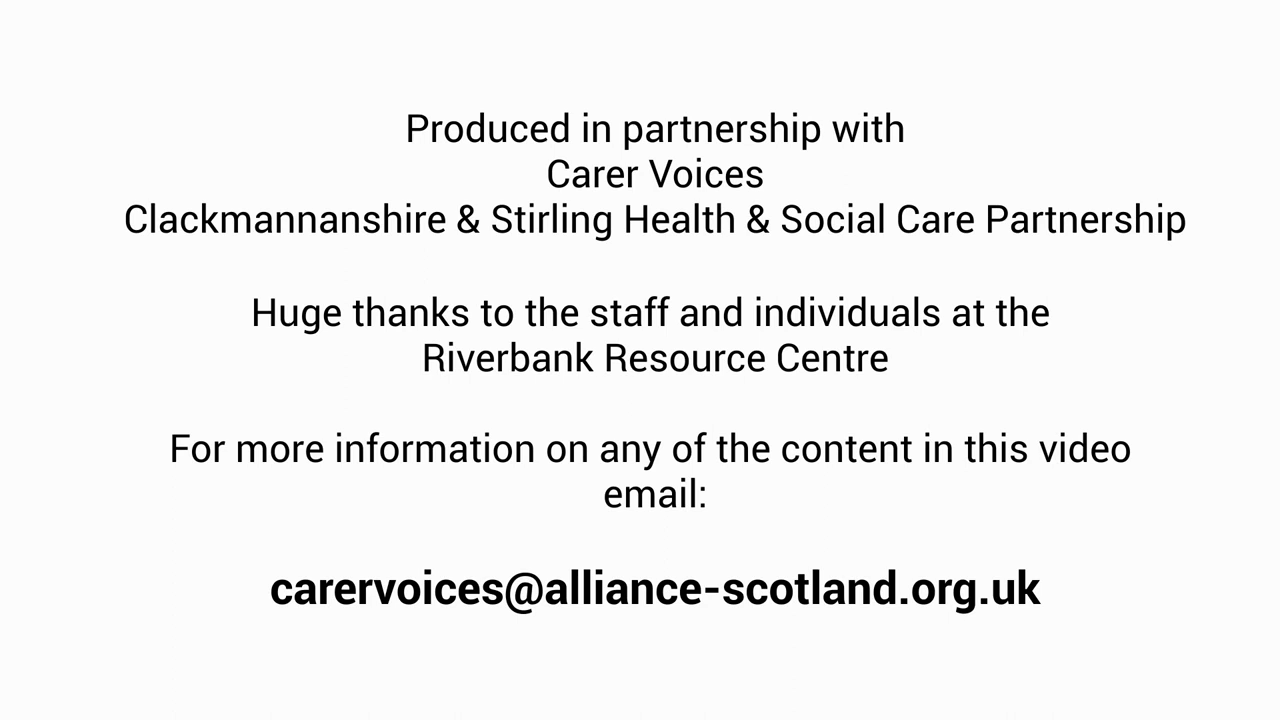 Produced in partnership with
Carer Voices
Clackmannanshire & Stirling Health & Social Care Partnership
Huge thanks to the staff and individuals at the
Riverbank Resource Centre
For more information on any of the content in this video
email:
carervoices@alliance-scotland.org.uk